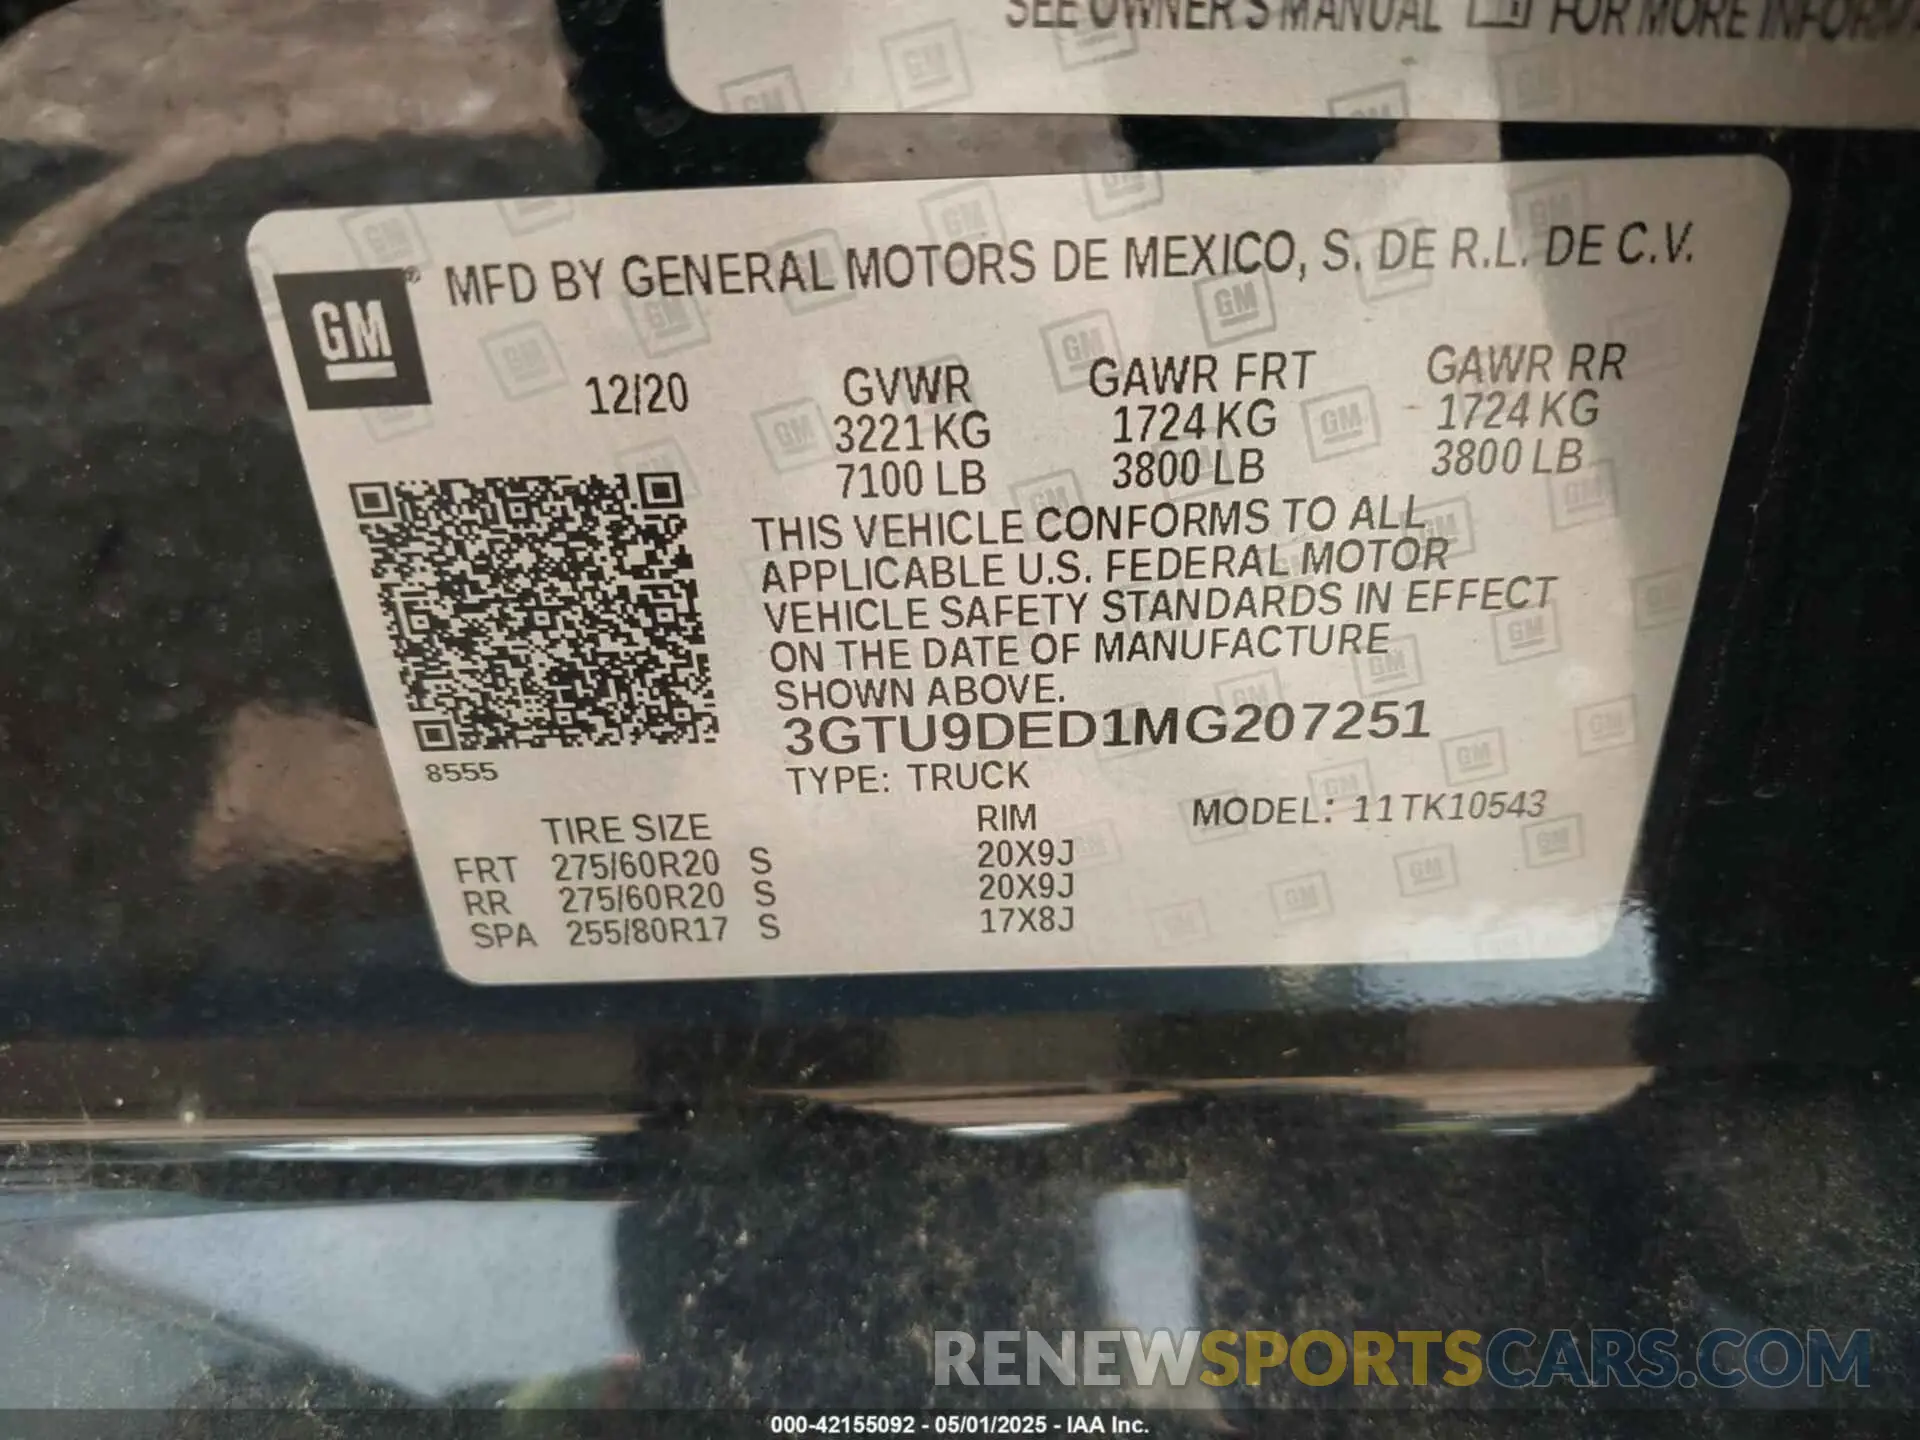 SEE OWNER'S MANUAL FOR MORE
GM
MFD BY GENERAL MOTORS DE MEXICO, S. DE R.L. DE C.V.
12/20 GVWR GAWR FRT GAWR RR
3221 KG 1724 KG 1724 KG
7100 LB 3800 LB 3800 LB
THIS VEHICLE CONFORMS TO ALL
APPLICABLE U.S. FEDERAL MOTOR
VEHICLE SAFETY STANDARDS IN EFFECT
ON THE DATE OF MANUFACTURE
SHOWN ABOVE.
3GTU9DED1MG207251
8555
TYPE: TRUCK
TIRE SIZE RIM MODEL: 11TK10543
FRT 275/60R20 S 20X9J
RR 275/60R20 S 20X9J
SPA 255/80R17 S 17X8J
RENEWSPORTSCARS.COM
000-42155092 - 05/01/2025 - IAA Inc.